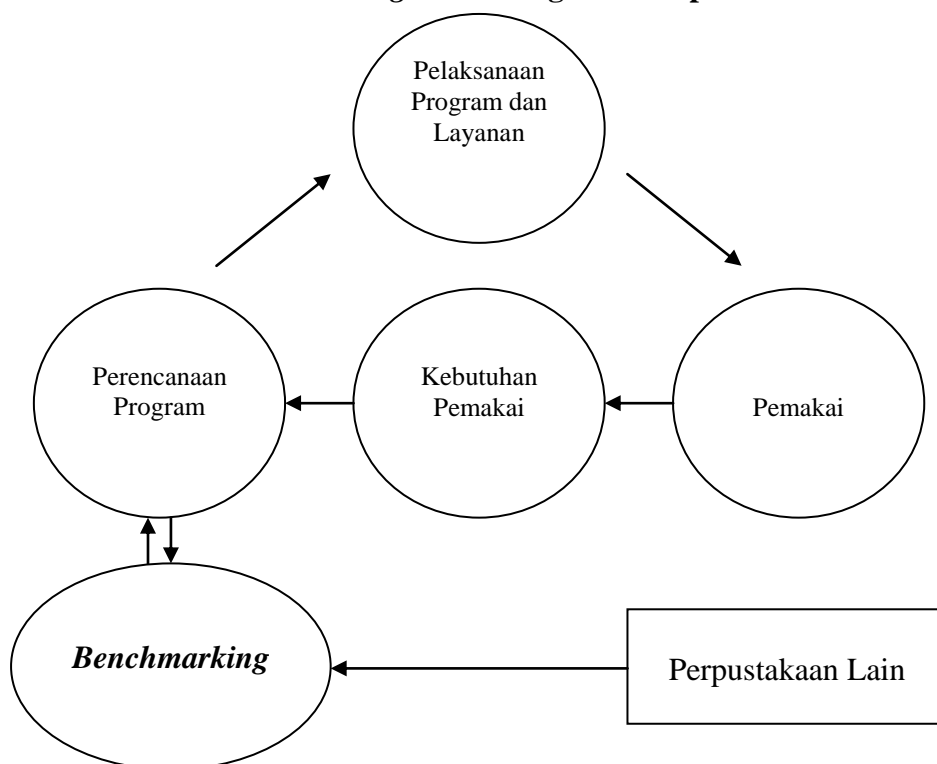 Pelaksanaan
Program dan
Layanan
Perencanaan
Program
Kebutuhan
Pemakai
Pemakai
Benchmarking
Perpustakaan Lain